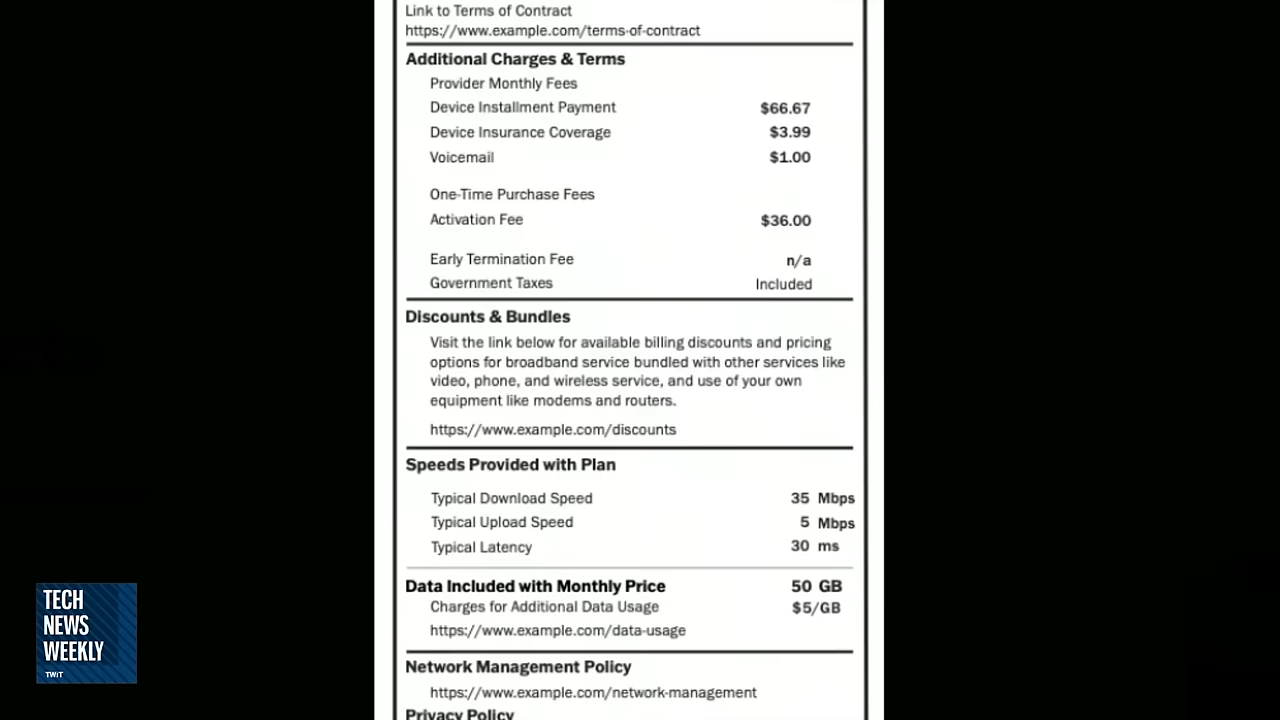 Link to Terms of Contract
https://www.example.com/terms-of-contract
Additional Charges & Terms
Provider Monthly Fees
Device Installment Payment $66.67
Device Insurance Coverage $3.99
Voicemail $1.00
One-Time Purchase Fees
Activation Fee $36.00
Early Termination Fee n/a
Government Taxes Included
Discounts & Bundles
Visit the link below for available billing discounts and pricing
options for broadband service bundled with other services like
video, phone, and wireless service, and use of your own
equipment like modems and routers.
https://www.example.com/discounts
Speeds Provided with Plan
Typical Download Speed 35 Mbps
Typical Upload Speed 5 Mbps
Typical Latency 30 ms
Data Included with Monthly Price 50 GB
Charges for Additional Data Usage $5/GB
https://www.example.com/data-usage
Network Management Policy
https://www.example.com/network-management
Privacy Policy
TECH
NEWS
WEEKLY
TWiT